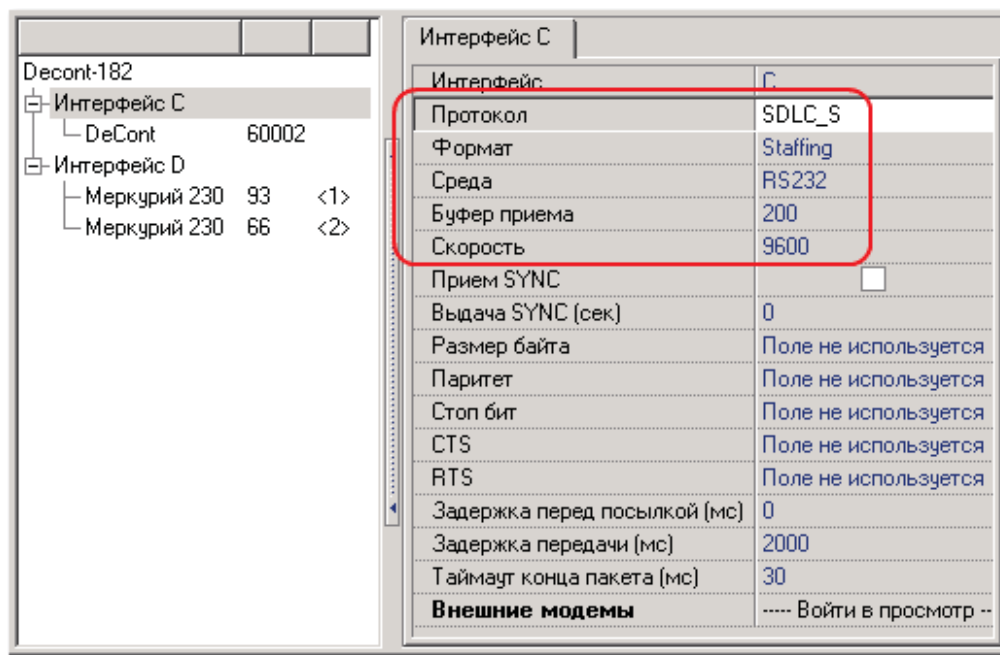 Decont-182
Интерфейс C
DeCont 60002
Интерфейс D
Меркурий 230 93 <1>
Меркурий 230 66 <2>
Интерфейс C
Интерфейс C
Протокол SDLC_S
Формат Staffing
Среда RS232
Буфер приема 200
Скорость 9600
Прием SYNC
Выдача SYNC (сек) 0
Размер байта Поле не используется
Паритет Поле не используется
Стоп бит Поле не используется
CTS Поле не используется
RTS Поле не используется
Задержка перед посылкой (мс) 0
Задержка передачи (мс) 2000
Таймаут конца пакета (мс) 30
Внешние модемы ----- Войти в просмотр --